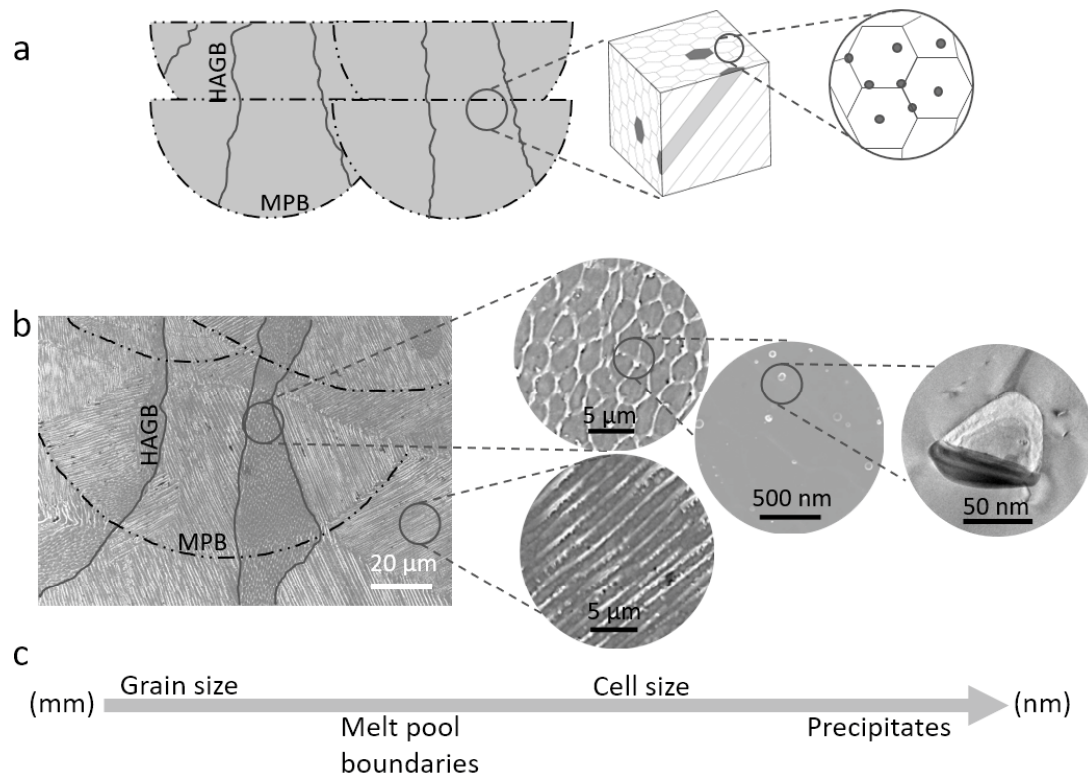 a
HAGB
MPB
b
HAGB
MPB
20 μm
5 μm
5 μm
500 nm
50 nm
c
(mm)
Grain size
Cell size
(nm)
Melt pool
boundaries
Precipitates